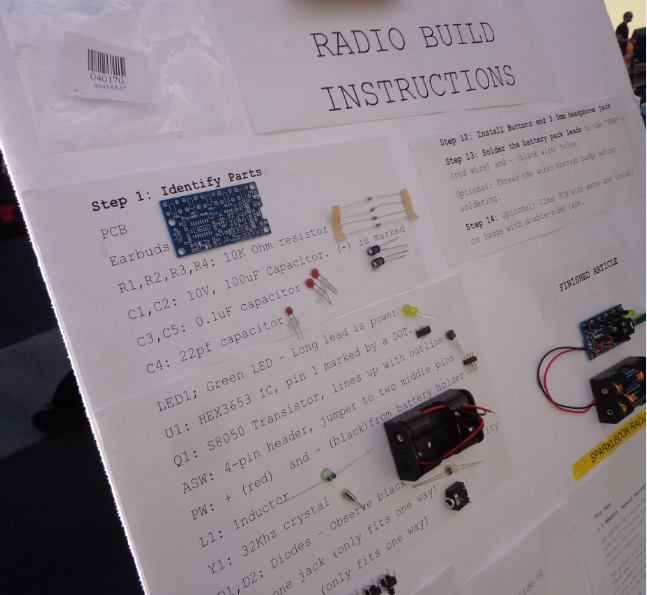 040170
A040-03-07
RADIO BUILD
INSTRUCTIONS
Step 1: Identify Parts
PCB
Earbuds
R1,R2,R3,R4: 10K Ohm resistor
C1,C2: 10V, 100uF Capacitor. (-) is marked
C3,C5: 0.1uF capacitor
C4: 22pf capacitor
LED1; Green LED - Long lead is power
U1: HEX3653 IC, pin 1 marked by a DOT.
Q1: S8050 Transistor, lines up with outline
ASW: 4-pin header, jumper to two middle pins
PW: + (red) and - (black) from battery holder
L1: Inductor
Y1: 32Khz crystal
D1,D2: Diodes - Observe black
one jack (only fits one way)
(only fits one way)
Step 12: Install Buttons and 3.5mm headphone jack
Step 13: Solder the battery pack leads to the
(red wire) and - (black wire) holes.
Optional: Thread the wires through badge before
soldering.
Step 14: Optional: Clean PCB with water and install
on badge with double-sided tape.
FINISHED ARTICLE
SPARKLECON RADIO